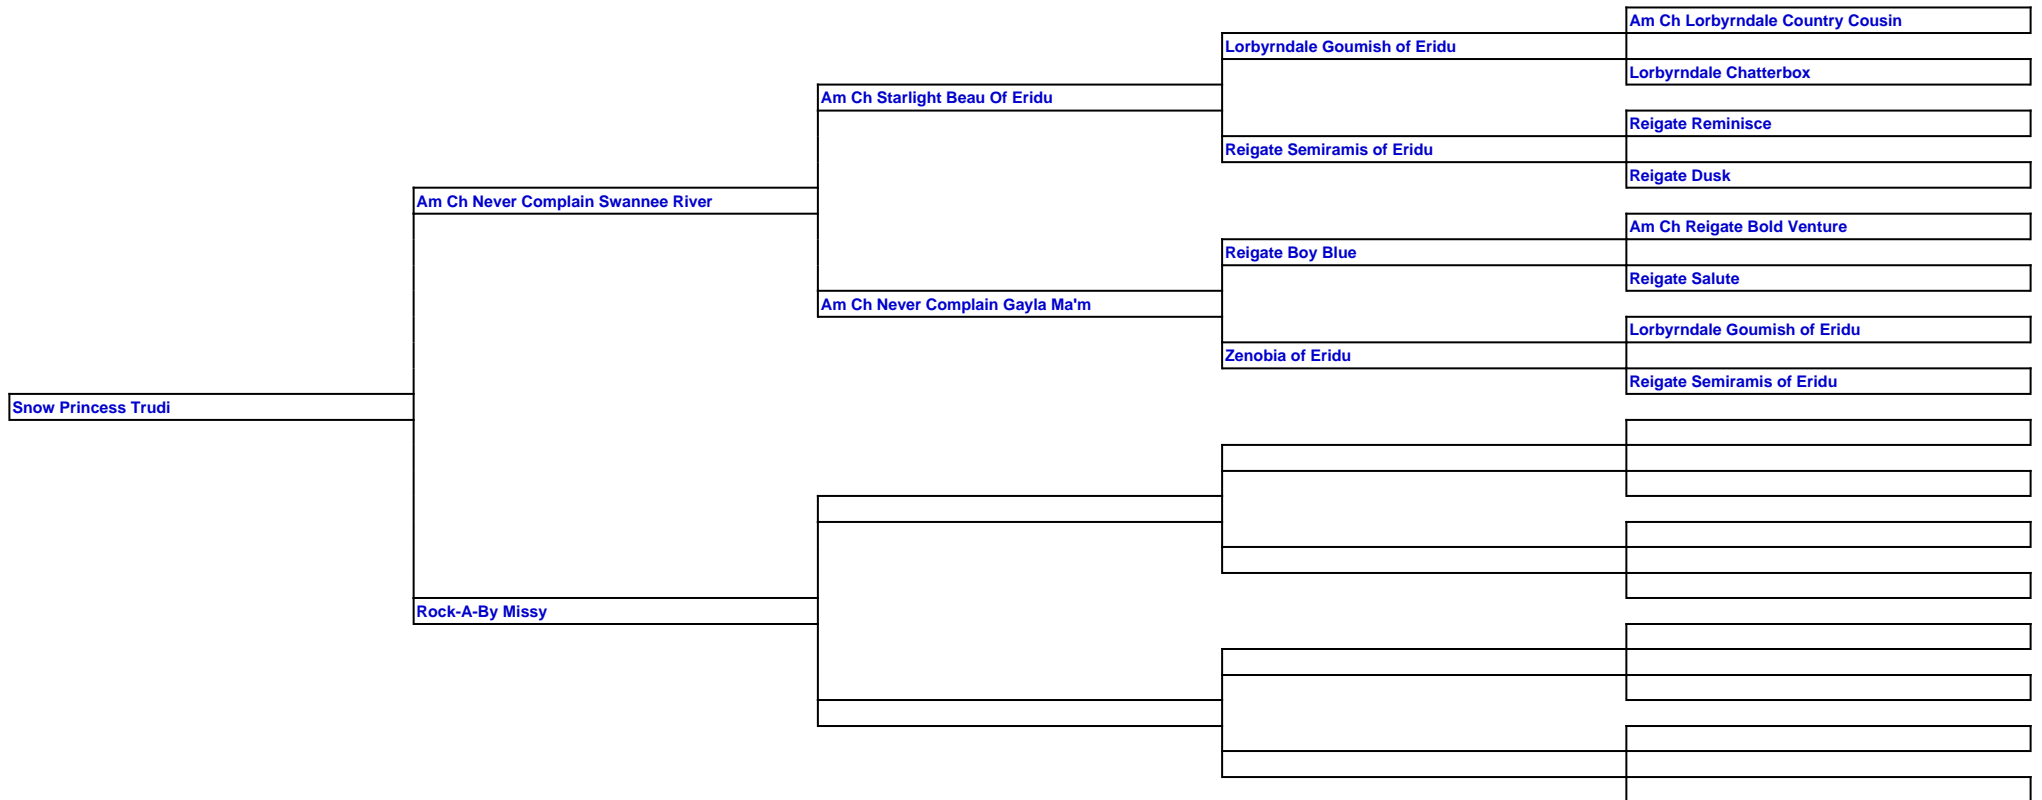 Am Ch Lorbyrndale Country Cousin
Lorbyrndale Goumish of Eridu
Lorbyrndale Chatterbox
Am Ch Starlight Beau Of Eridu
Reigate Reminisce
Reigate Semiramis of Eridu
Reigate Dusk
Am Ch Never Complain Swannee River
Am Ch Reigate Bold Venture
Reigate Boy Blue
Reigate Salute
Am Ch Never Complain Gayla Ma'm
Lorbyrndale Goumish of Eridu
Zenobia of Eridu
Reigate Semiramis of Eridu
Snow Princess Trudi
Rock-A-By Missy